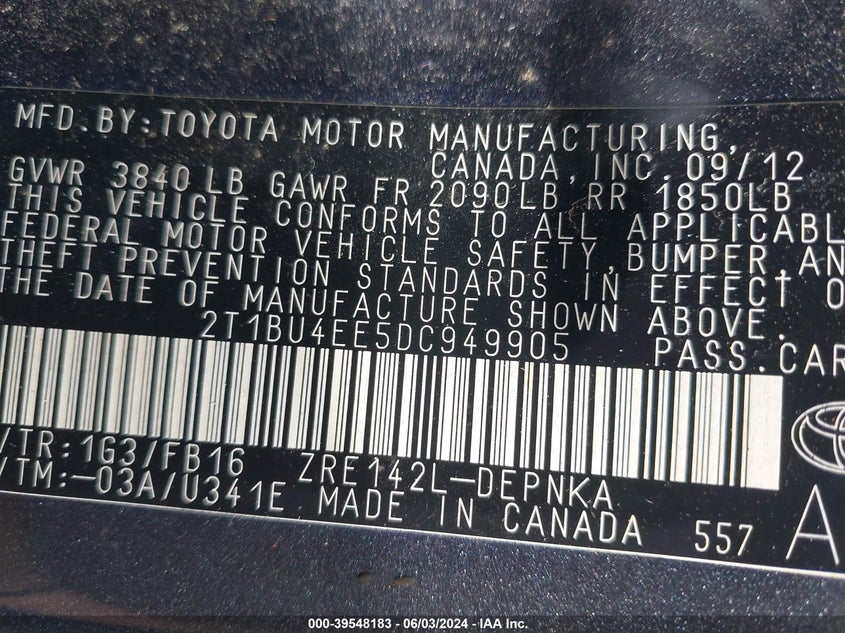 MFD.BY:TOYOTA MOTOR MANUFACTURING,
CANADA,INC. 09/12
GVWR 3840 LB GAWR FR 2090LB RR 1850LB
THIS VEHICLE CONFORMS TO ALL APPLICABL
FEDERAL MOTOR VEHICLE SAFETY,BUMPER,AN
THEFT PREVENTION STANDARDS IN EFFECT O
THE DATE OF MANUFACTURE SHOWN ABOVE.
2T1BU4EE5DC949905 PASS.CAR
/TR:1G3/FB16 ZRE142L-DEPNKA
/TM:-03A/U341E MADE IN CANADA 557 A
000-39548183 - 06/03/2024 - IAA Inc.